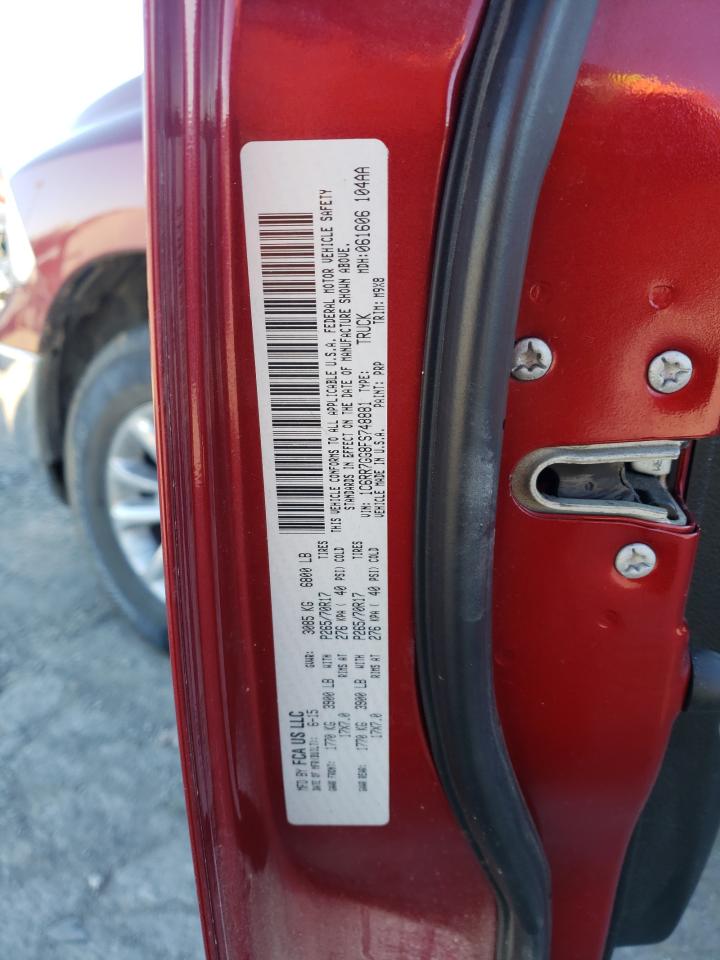 MFD BY FCA US LLC
DATE OF MFR(BUILT): 6-15 GVWR: 3085 KG 6800 LB
GAWR FRONT: 1770 KG 3900 LB WITH P265/70R17 TIRES
17X7.0 RIMS AT 276 KPA ( 40 PSI) COLD
GAWR REAR: 1770 KG 3900 LB WITH P265/70R17 TIRES
17X7.0 RIMS AT 276 KPA ( 40 PSI) COLD
THIS VEHICLE CONFORMS TO ALL APPLICABLE U.S.A. FEDERAL MOTOR VEHICLE SAFETY
STANDARDS IN EFFECT ON THE DATE OF MANUFACTURE SHOWN ABOVE.
VIN: 1C6RR7GG8FS748881 TYPE: TRUCK MDH:061606 104AA
VEHICLE MADE IN U.S.A. PAINT: PRP TRIM: M9X8